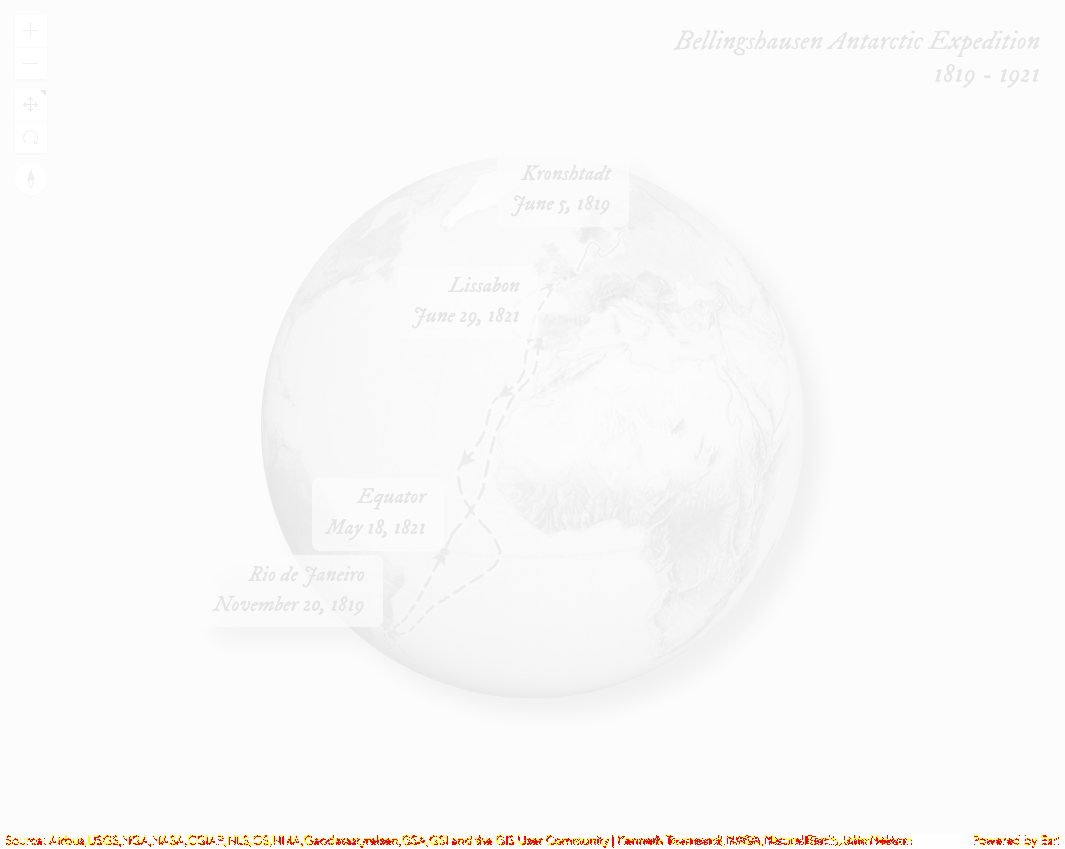 Bellingshausen Antarctic Expedition
1819 - 1921
Kronshtadt
June 5, 1819
Lissabon
June 29, 1821
Equator
May 18, 1821
Rio de Janeiro
November 20, 1819
Source: Airbus,USGS,NGA,NASA,CGIAR,NLS,OS,NMA,Geodatastyrelsen,GSA,GSI and the GIS User Community | Kenneth Townsend, Natural Earth, John Nelson
Powered by Esri